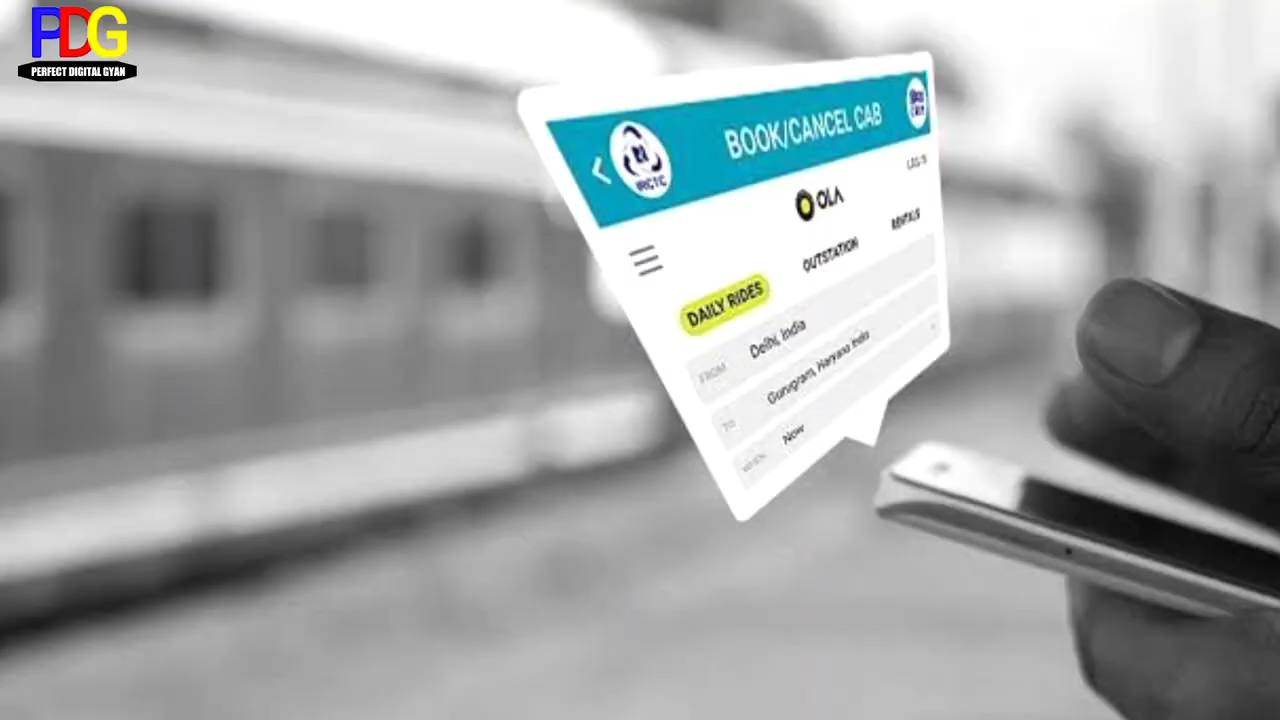 PDG
PERFECT DIGITAL GYAN
BOOK/CANCEL CAB
IRCTC
OLA
DAILY RIDES
OUTSTATION
RENTALS
FROM
Delhi, India
TO
Gurugram, Haryana India
WHEN
Now